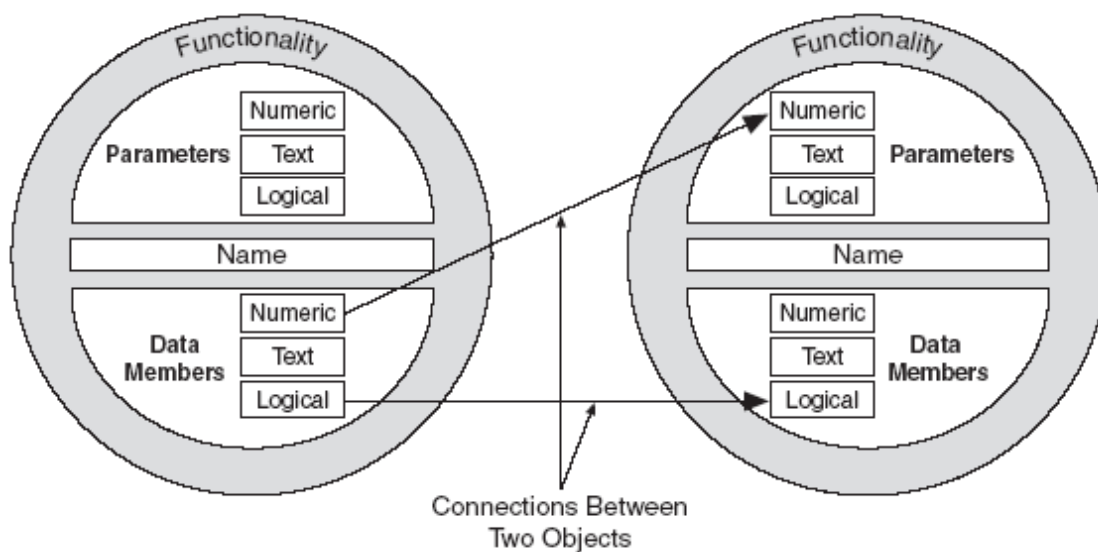 Functionality
Numeric
Parameters
Text
Logical
Name
Numeric
Data
Members
Text
Logical
Functionality
Numeric
Text
Parameters
Logical
Name
Numeric
Text
Data
Members
Logical
Connections Between
Two Objects